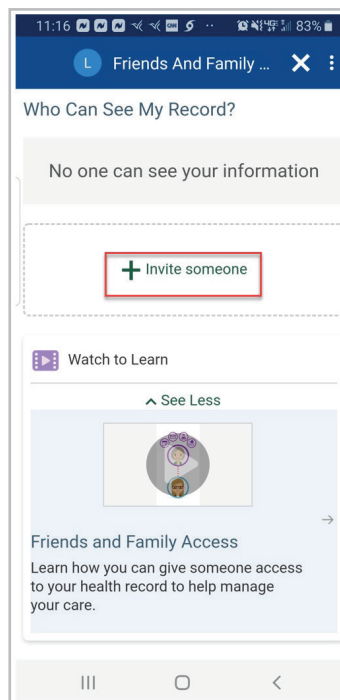 11:16 83%
L Friends And Family ...
Who Can See My Record?
No one can see your information
Invite someone
Watch to Learn
See Less
Friends and Family Access
Learn how you can give someone access
to your health record to help manage
your care.